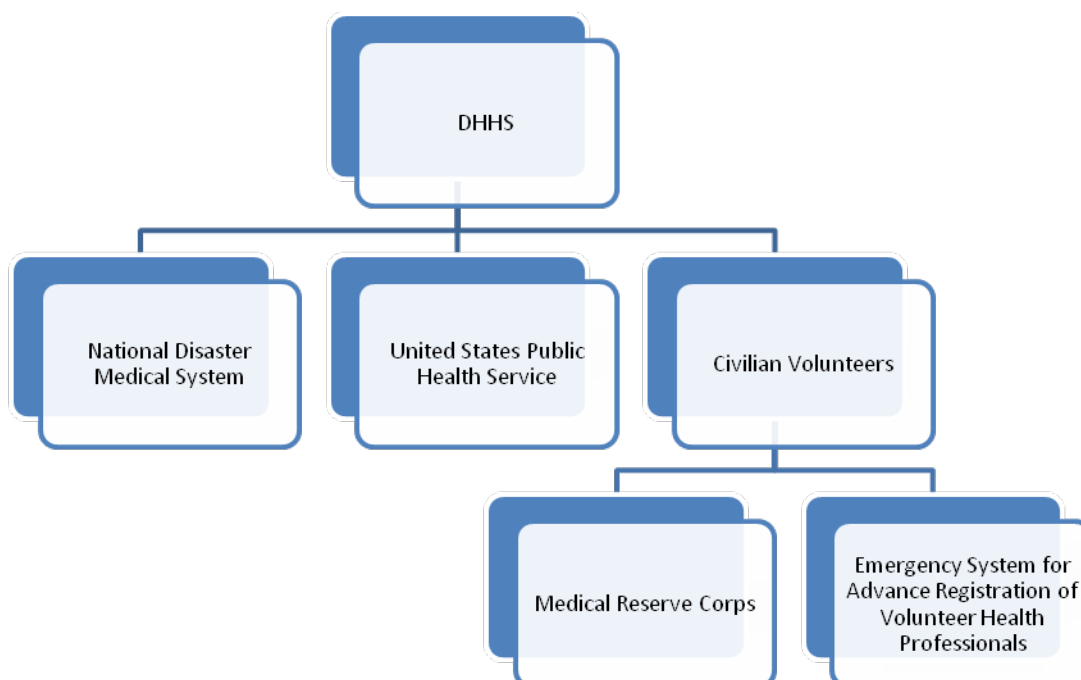 DHHS
National Disaster
Medical System
United States Public
Health Service
Civilian Volunteers
Medical Reserve Corps
Emergency System for
Advance Registration of
Volunteer Health
Professionals